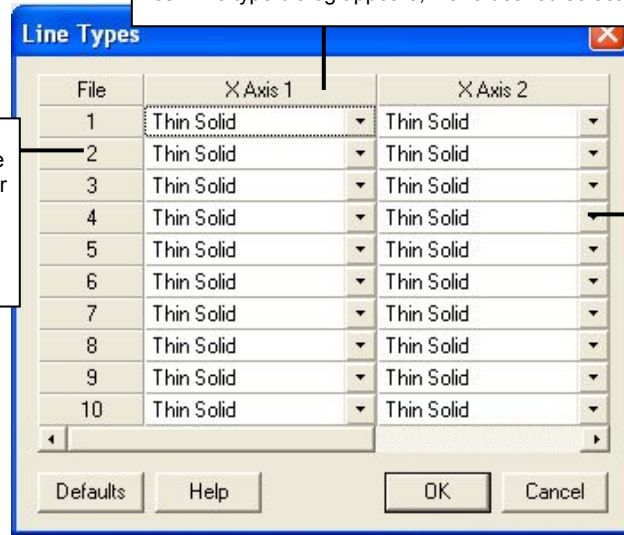 Line Types
File X Axis 1 X Axis 2
1 Thin Solid Thin Solid
2 Thin Solid Thin Solid
3 Thin Solid Thin Solid
4 Thin Solid Thin Solid
5 Thin Solid Thin Solid
6 Thin Solid Thin Solid
7 Thin Solid Thin Solid
8 Thin Solid Thin Solid
9 Thin Solid Thin Solid
10 Thin Solid Thin Solid
Defaults Help OK Cancel